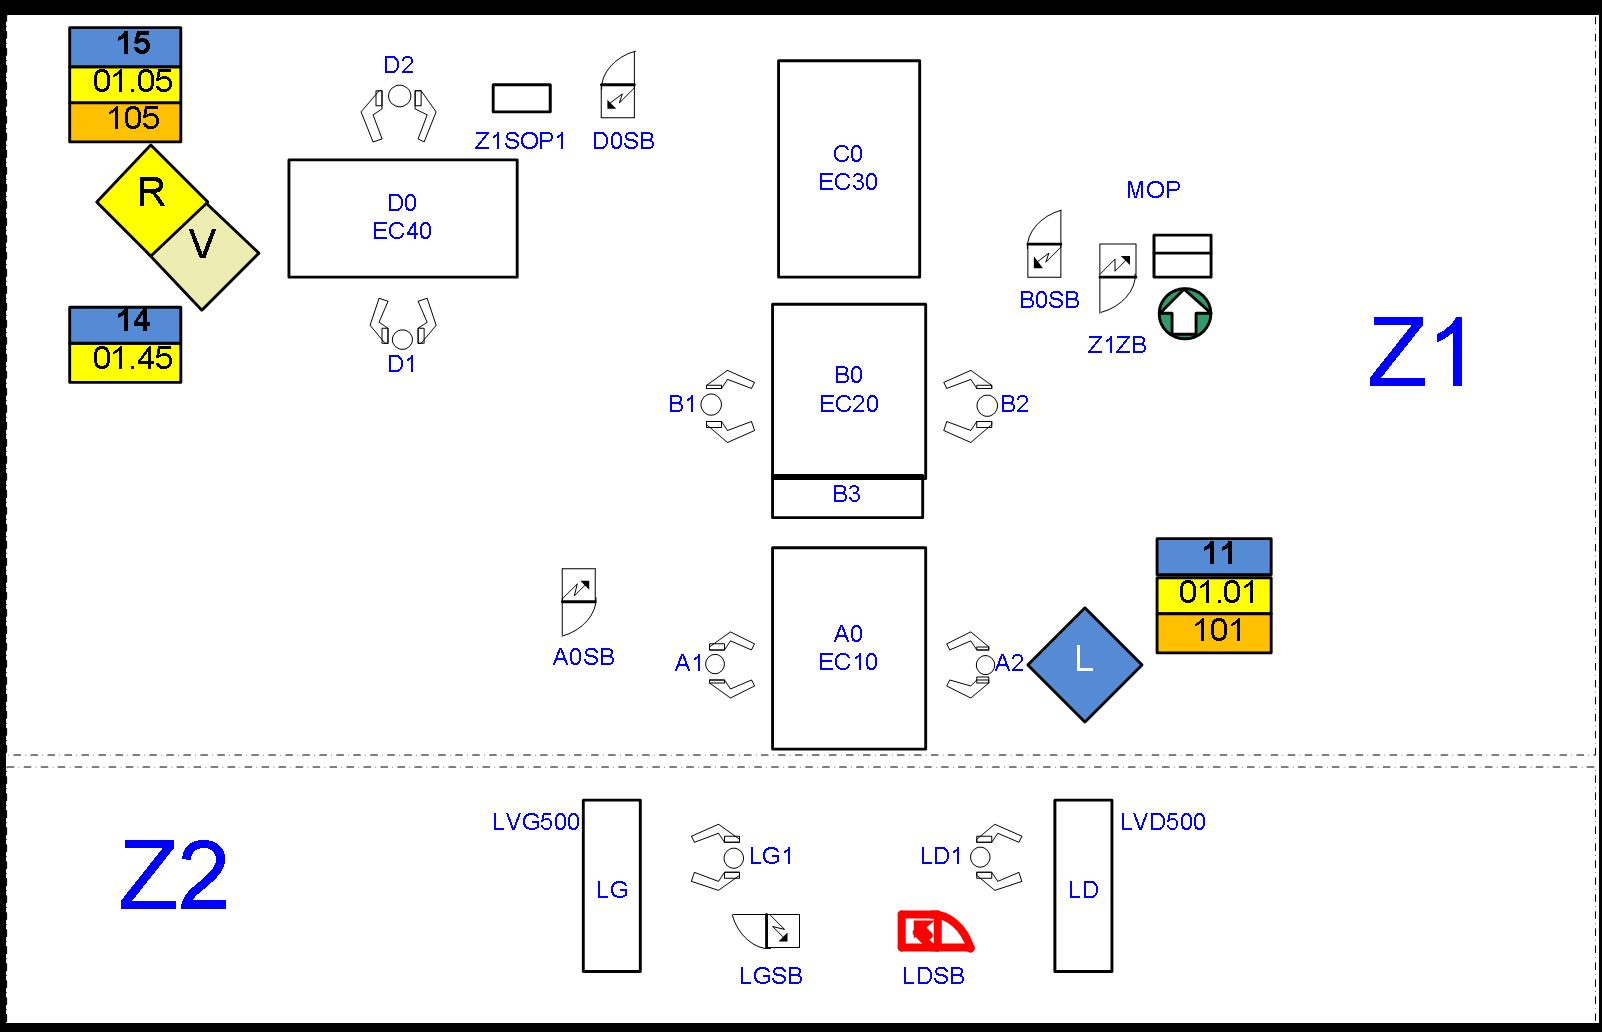 15
01.05
105
R
V
14
01.45
D2
Z1SOP1
D0SB
D0
EC40
D1
C0
EC30
MOP
B0SB
Z1ZB
Z1
B0
EC20
B1
B2
B3
11
01.01
101
A0SB
A1
A0
EC10
A2
L
Z2
LVG500
LG
LG1
LGSB
LD1
LDSB
LD
LVD500